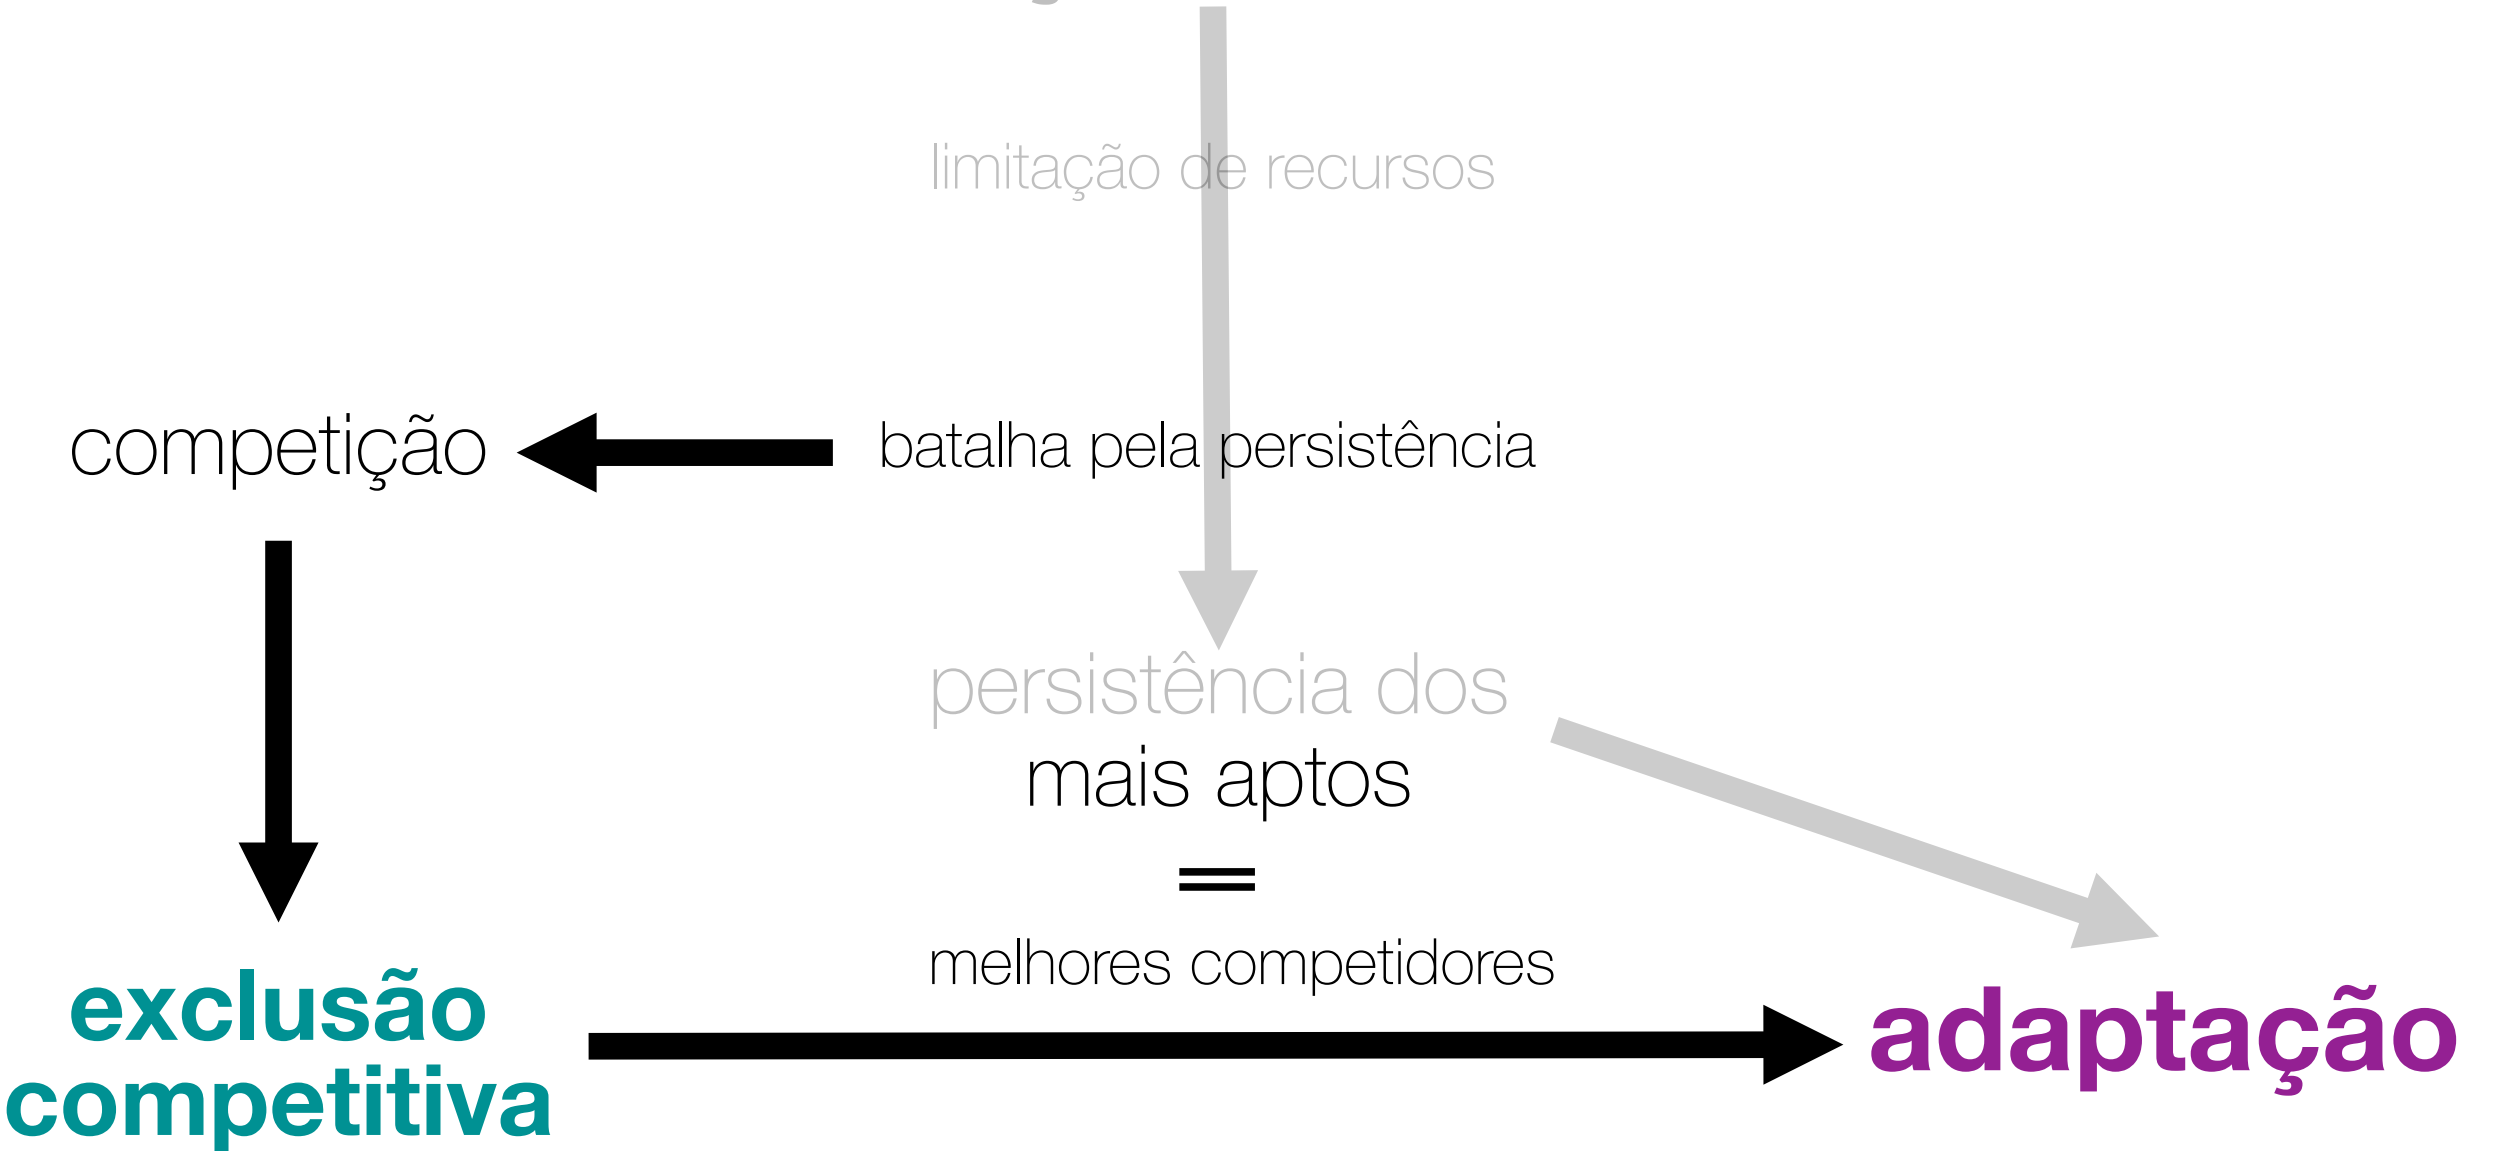 limitação de recursos
competição
batalha pela persistência
persistência dos
mais aptos
=
melhores competidores
exclusão
competitiva
adaptação